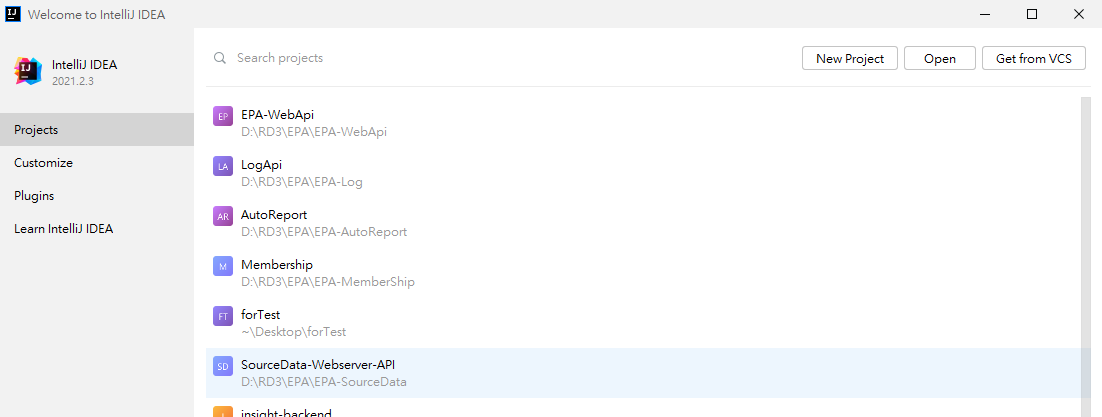 Welcome to IntelliJ IDEA
IntelliJ IDEA
2021.2.3
Projects
Customize
Plugins
Learn IntelliJ IDEA
Search projects
New Project
Open
Get from VCS
EP
EPA-WebApi
D:\RD3\EPA\EPA-WebApi
LA
LogApi
D:\RD3\EPA\EPA-Log
AR
AutoReport
D:\RD3\EPA\EPA-AutoReport
M
Membership
D:\RD3\EPA\EPA-MemberShip
FT
forTest
~\Desktop\forTest
SD
SourceData-Webserver-API
D:\RD3\EPA\EPA-SourceData
insight-backend